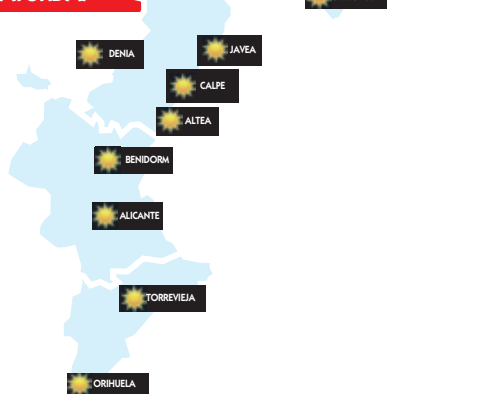 DENIA
JAVEA
CALPE
ALTEA
BENIDORM
ALICANTE
TORREVIEJA
ORIHUELA